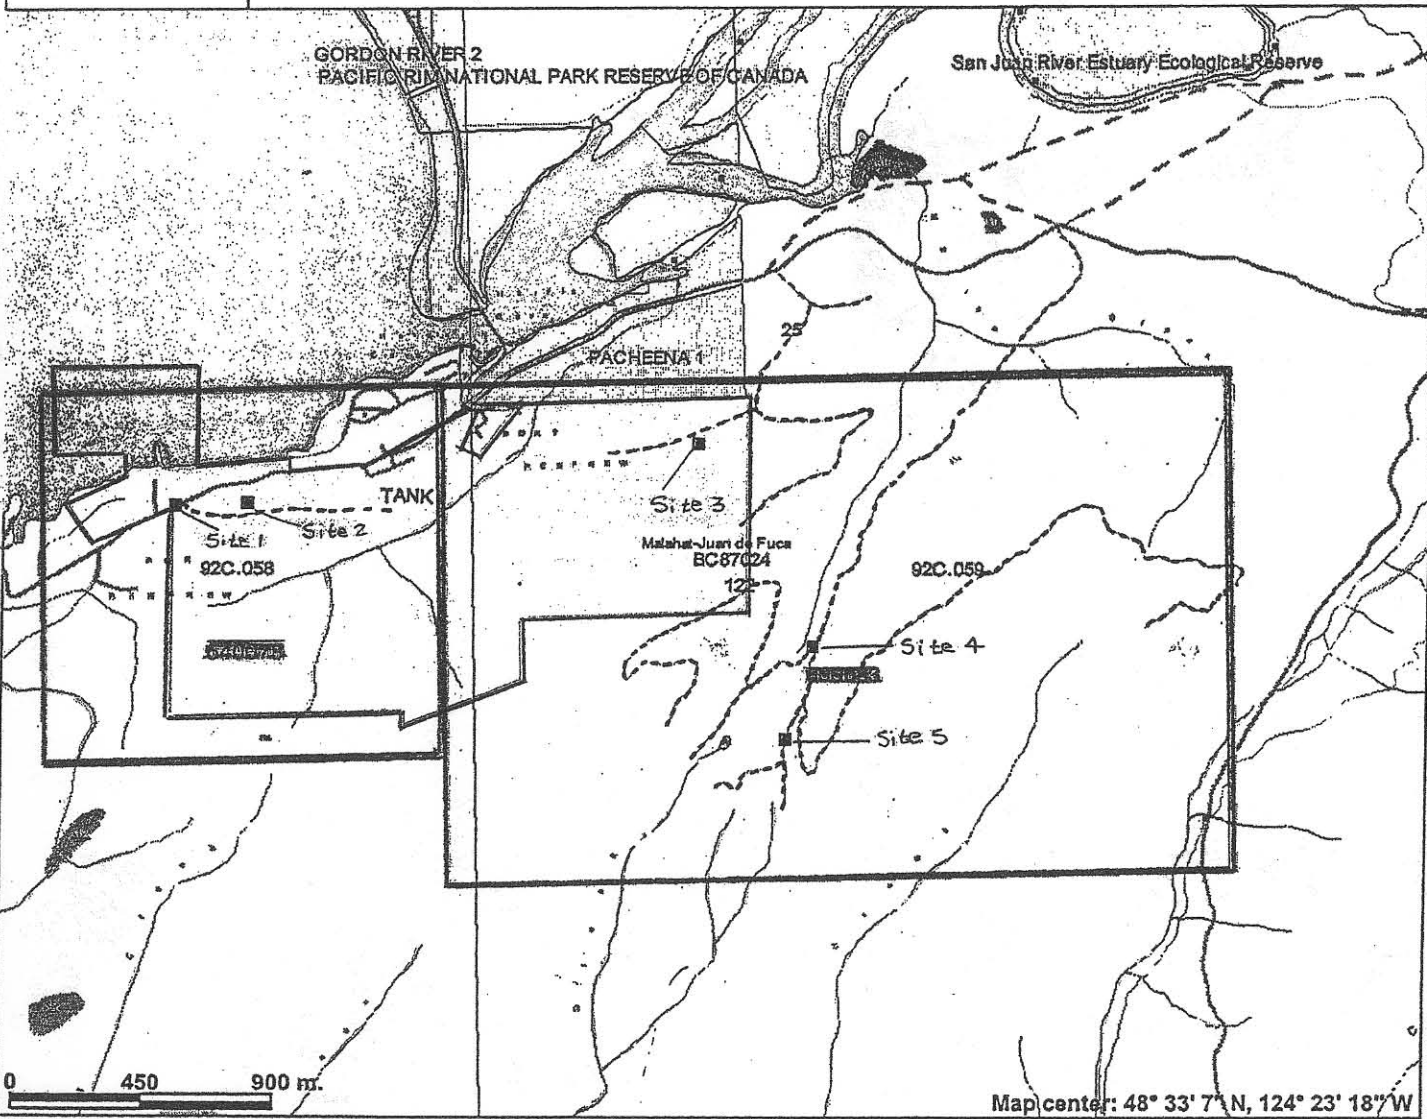 GORDON RIVER 2
PACIFIC RIM NATIONAL PARK RESERVE OF CANADA
San Juan River Estuary Ecological Reserve
25
PACHEENA 1
PORT
RENFREW
TANK
Site 1
Site 2
Site 3
92C.058
Malahat-Juan de Fuca
BC87024
12
92C.059
Site 4
Site 5
0 450 900 m.
Map center: 48° 33' 7" N, 124° 23' 18" W